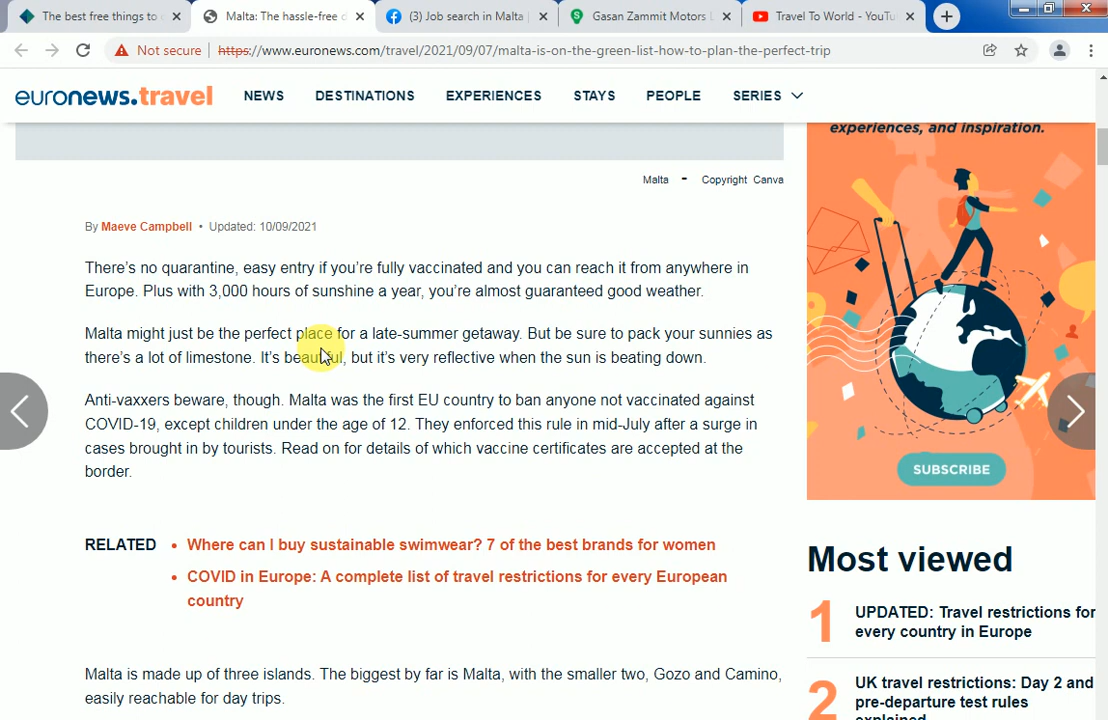 The best free things to
Malta: The hassle-free d
(3) Job search in Malta
Gasan Zammit Motors L
Travel To World - YouTu
Not secure
https://www.euronews.com/travel/2021/09/07/malta-is-on-the-green-list-how-to-plan-the-perfect-trip
euronews.travel
NEWS
DESTINATIONS
EXPERIENCES
STAYS
PEOPLE
SERIES
experiences, and inspiration.
Malta - Copyright Canva
By Maeve Campbell • Updated: 10/09/2021
There's no quarantine, easy entry if you're fully vaccinated and you can reach it from anywhere in
Europe. Plus with 3,000 hours of sunshine a year, you're almost guaranteed good weather.
Malta might just be the perfect place for a late-summer getaway. But be sure to pack your sunnies as
there's a lot of limestone. It's beautiful, but it's very reflective when the sun is beating down.
Anti-vaxxers beware, though. Malta was the first EU country to ban anyone not vaccinated against
COVID-19, except children under the age of 12. They enforced this rule in mid-July after a surge in
cases brought in by tourists. Read on for details of which vaccine certificates are accepted at the
border.
SUBSCRIBE
RELATED • Where can I buy sustainable swimwear? 7 of the best brands for women
• COVID in Europe: A complete list of travel restrictions for every European
country
Malta is made up of three islands. The biggest by far is Malta, with the smaller two, Gozo and Camino,
easily reachable for day trips.
Most viewed
1 UPDATED: Travel restrictions for
every country in Europe
2 UK travel restrictions: Day 2 and
pre-departure test rules
explained